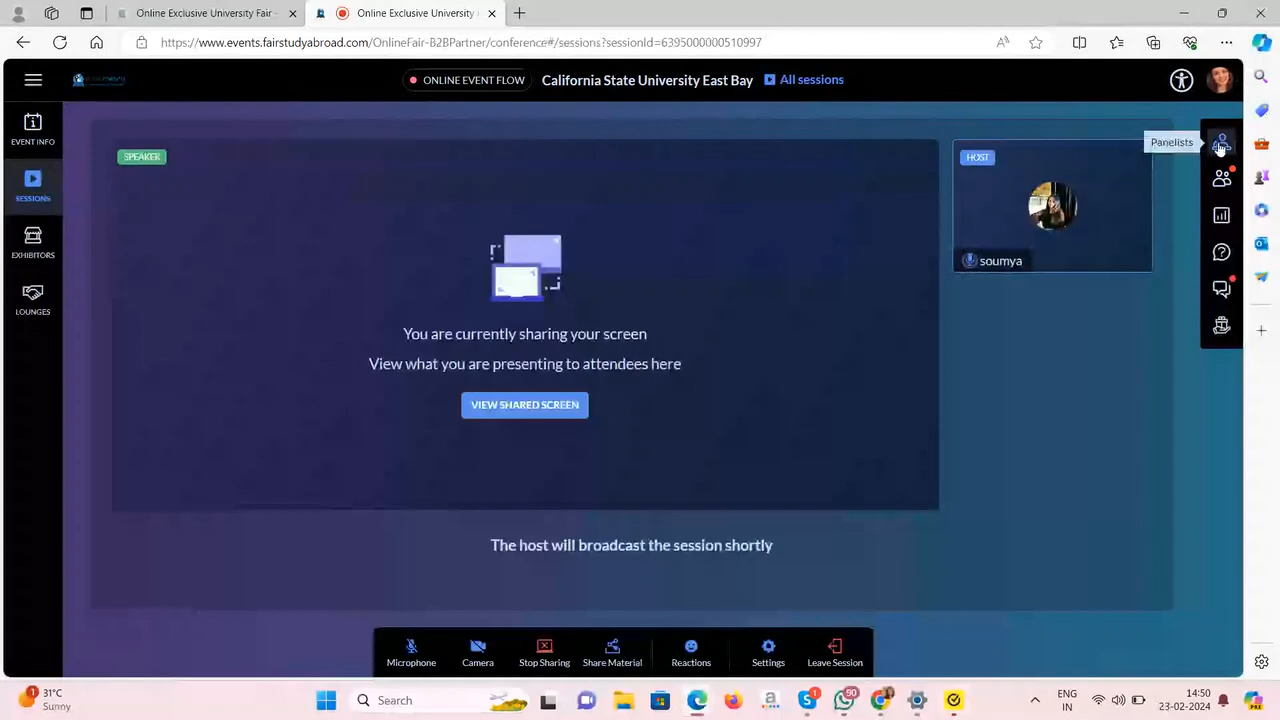 Online Exclusive University Fair -
Online Exclusive University
https://www.events.fairstudyabroad.com/OnlineFair-B2BPartner/conference#/sessions?sessionId=6395000000510997
ONLINE EVENT FLOW
California State University East Bay
All sessions
EVENT INFO
SESSIONS
EXHIBITORS
LOUNGES
SPEAKER
HOST
Panelists
soumya
You are currently sharing your screen
View what you are presenting to attendees here
VIEW SHARED SCREEN
The host will broadcast the session shortly
Microphone
Camera
Stop Sharing
Share Material
Reactions
Settings
Leave Session
1
31°C
Sunny
Search
1
90
ENG
IN
14:50
23-02-2024